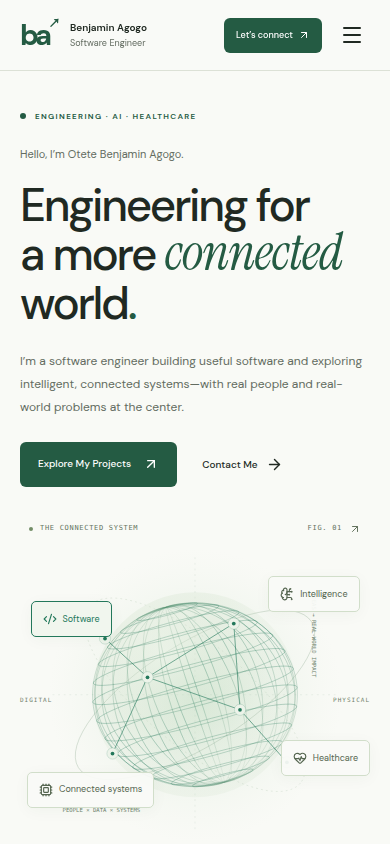 ba
Benjamin Agogo
Software Engineer
Let's connect
ENGINEERING · AI · HEALTHCARE
Hello, I'm Otete Benjamin Agogo.
Engineering for
a more connected
world.
I'm a software engineer building useful software and exploring
intelligent, connected systems—with real people and real-
world problems at the center.
Explore My Projects
Contact Me
THE CONNECTED SYSTEM
FIG. 01
Intelligence
Software
REAL-WORLD IMPACT
DIGITAL
PHYSICAL
Healthcare
Connected systems
PEOPLE + DATA + SYSTEMS